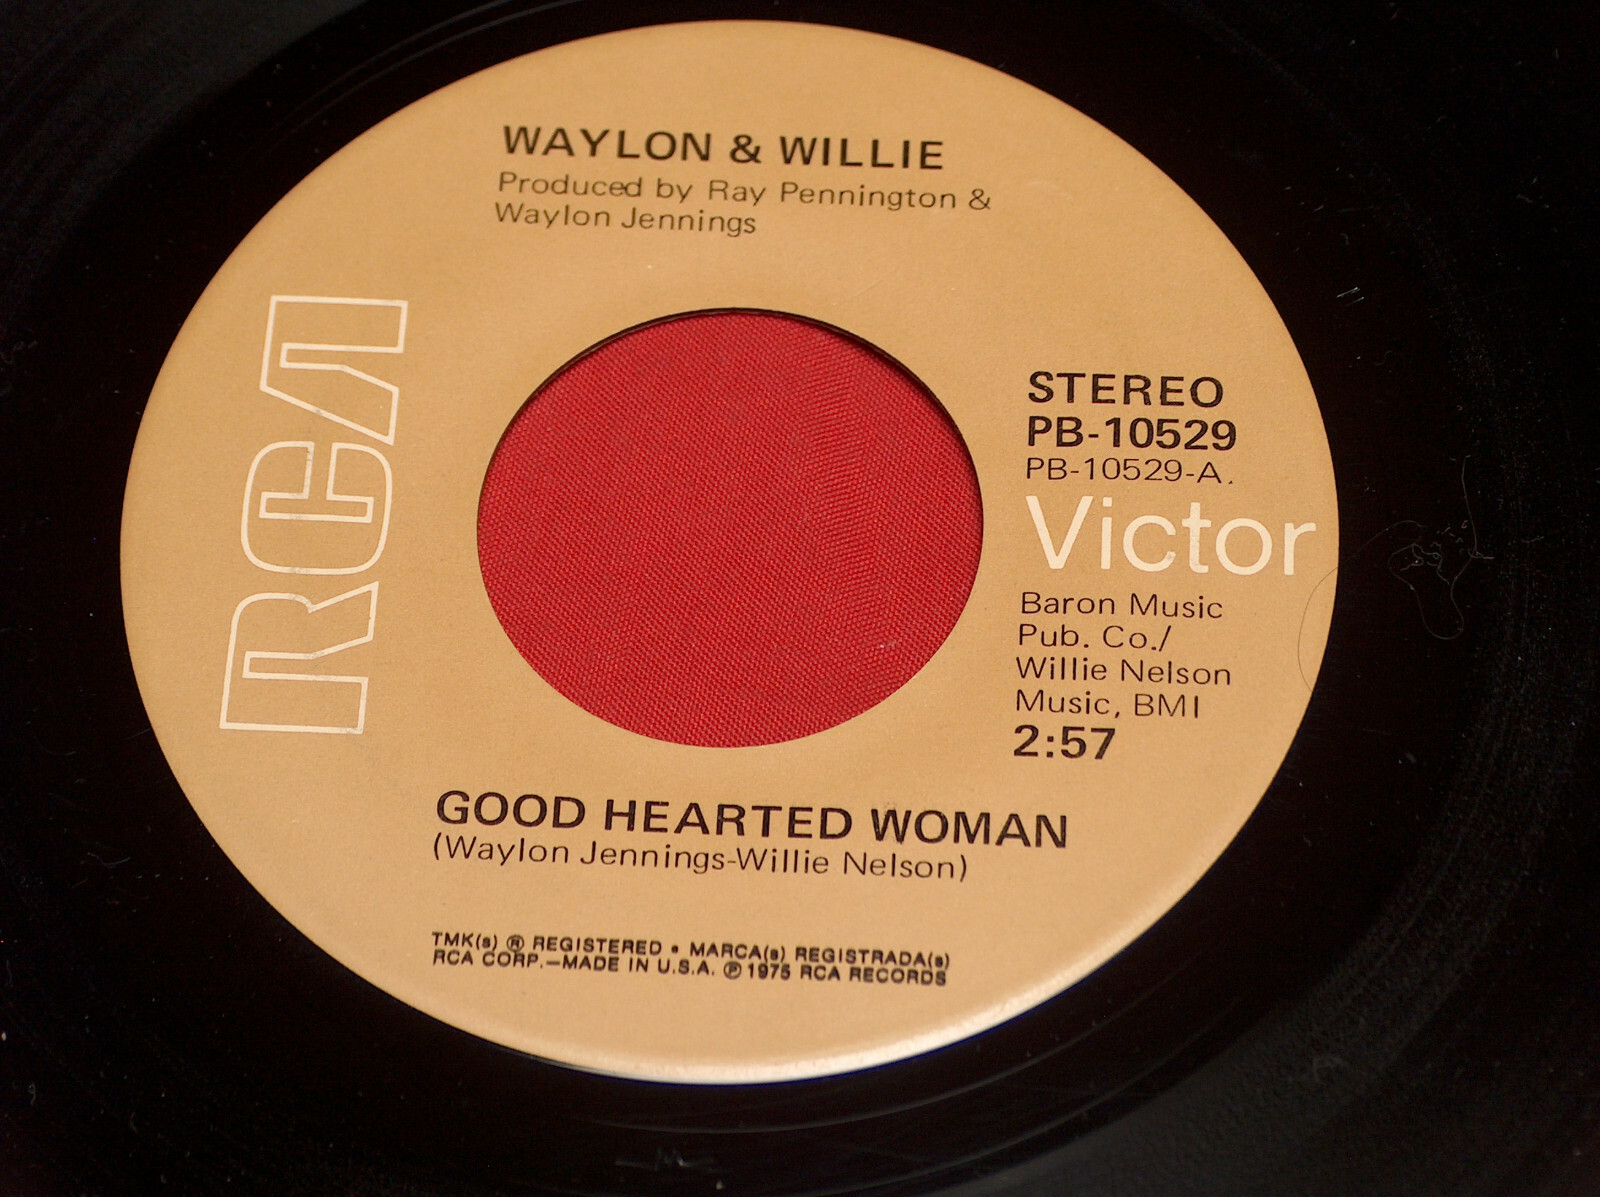 WAYLON & WILLIE
Produced by Ray Pennington &
Waylon Jennings
RCA
STEREO
PB-10529
PB-10529-A.
Victor
Baron Music
Pub. Co./
Willie Nelson
Music, BMI
2:57
GOOD HEARTED WOMAN
(Waylon Jennings-Willie Nelson)
TMK(s) ® REGISTERED • MARCA(s) REGISTRADA(s)
RCA CORP.—MADE IN U.S.A. ℗ 1975 RCA RECORDS